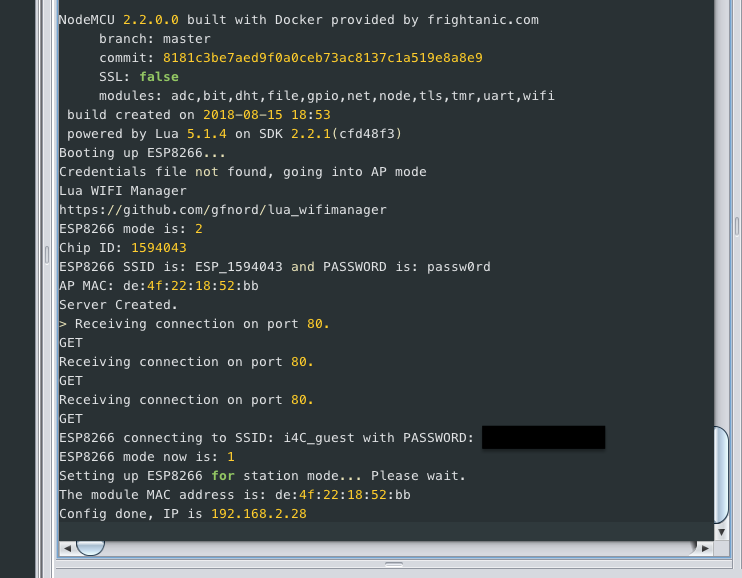 NodeMCU 2.2.0.0 built with Docker provided by frightanic.com
branch: master
commit: 8181c3be7aed9f0a0ceb73ac8137c1a519e8a8e9
SSL: false
modules: adc,bit,dht,file,gpio,net,node,tls,tmr,uart,wifi
build created on 2018-08-15 18:53
powered by Lua 5.1.4 on SDK 2.2.1(cfd48f3)
Booting up ESP8266...
Credentials file not found, going into AP mode
Lua WIFI Manager
https://github.com/gfnord/lua_wifimanager
ESP8266 mode is: 2
Chip ID: 1594043
ESP8266 SSID is: ESP_1594043 and PASSWORD is: passw0rd
AP MAC: de:4f:22:18:52:bb
Server Created.
> Receiving connection on port 80.
GET
Receiving connection on port 80.
GET
Receiving connection on port 80.
GET
ESP8266 connecting to SSID: i4C_guest with PASSWORD:
ESP8266 mode now is: 1
Setting up ESP8266 for station mode... Please wait.
The module MAC address is: de:4f:22:18:52:bb
Config done, IP is 192.168.2.28